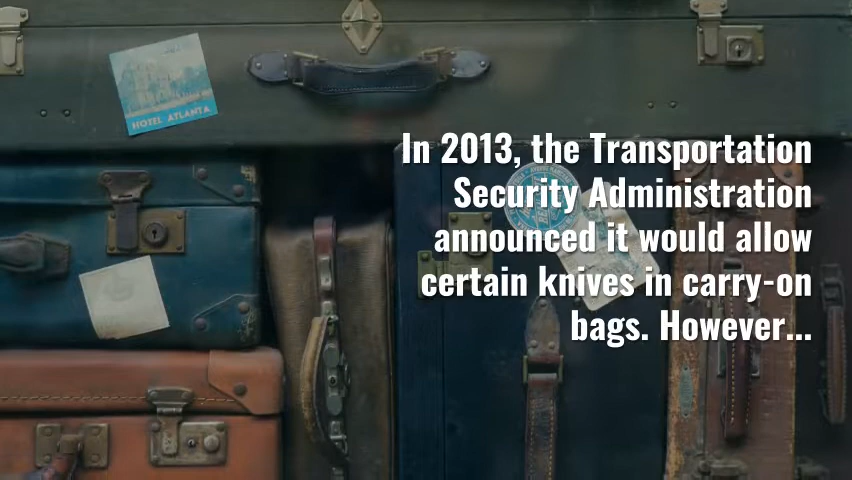 HOTEL ATLANTA
In 2013, the Transportation
Security Administration
announced it would allow
certain knives in carry-on
bags. However...